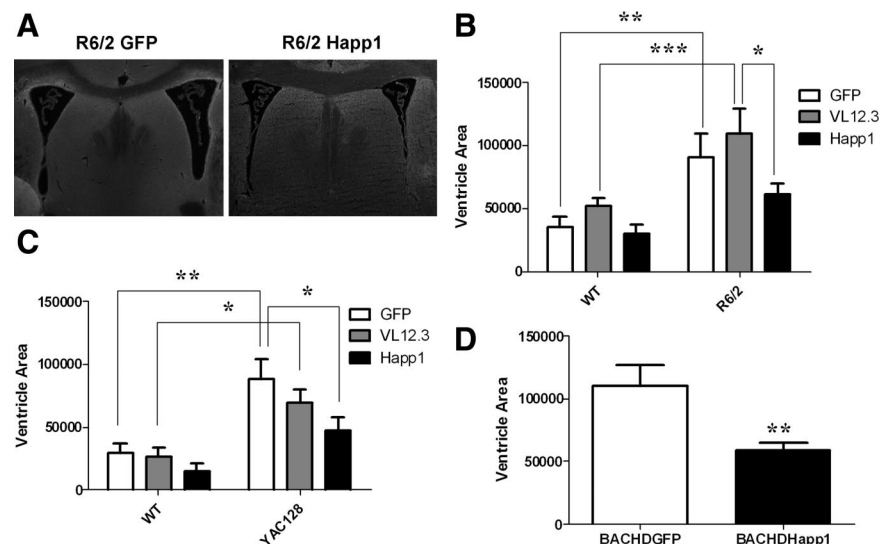 A
R6/2 GFP
R6/2 Happ1
B
**
***
*
150000
100000
50000
0
Ventricle Area
GFP
VL12.3
Happ1
WT
R6/2
C
**
*
*
150000
100000
50000
0
Ventricle Area
GFP
VL12.3
Happ1
WT
YAC128
D
150000
100000
50000
0
Ventricle Area
**
BACHDGFP
BACHDHapp1